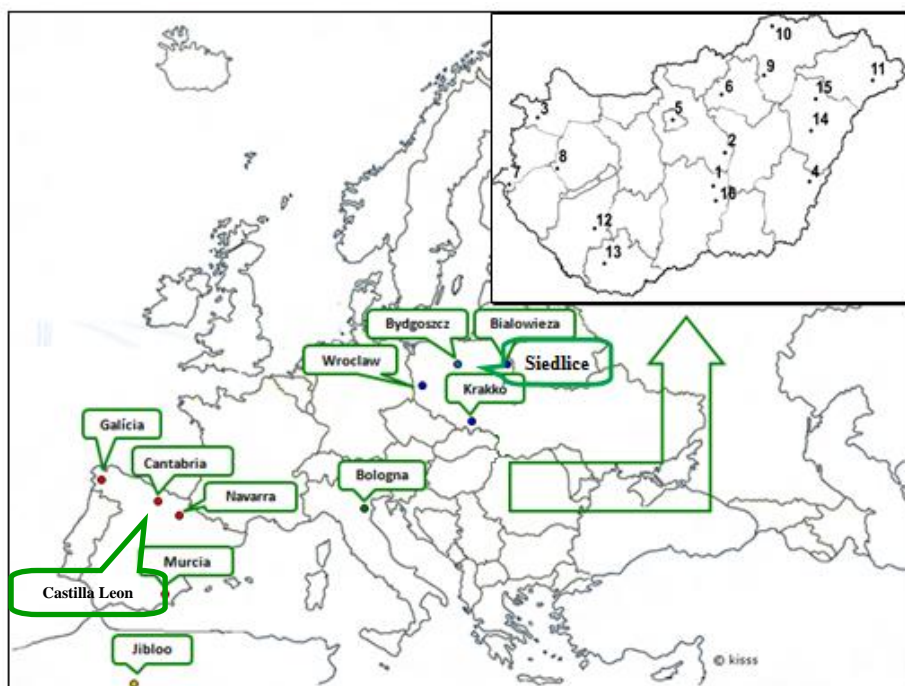 10
9
11
6
15
3
5
14
2
8
7
1
4
16
12
13
Bydgoszcz
Bialowieza
Wroclaw
Siedlice
Krakkó
Galícia
Cantabria
Bologna
Navarra
Murcia
Castilla Leon
Jibloo
© kisss